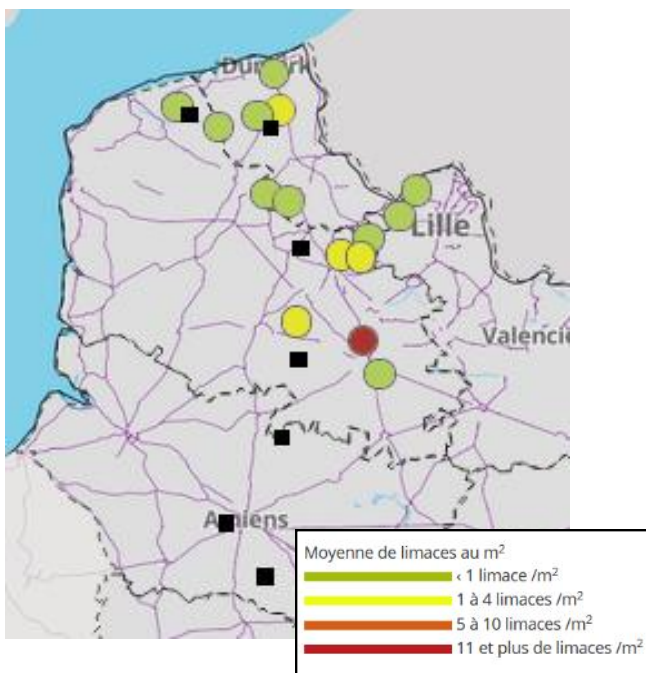 Lille
Valencie
Amiens
Moyenne de limaces au m²
‹ 1 limace /m²
1 à 4 limaces /m²
5 à 10 limaces /m²
11 et plus de limaces /m²